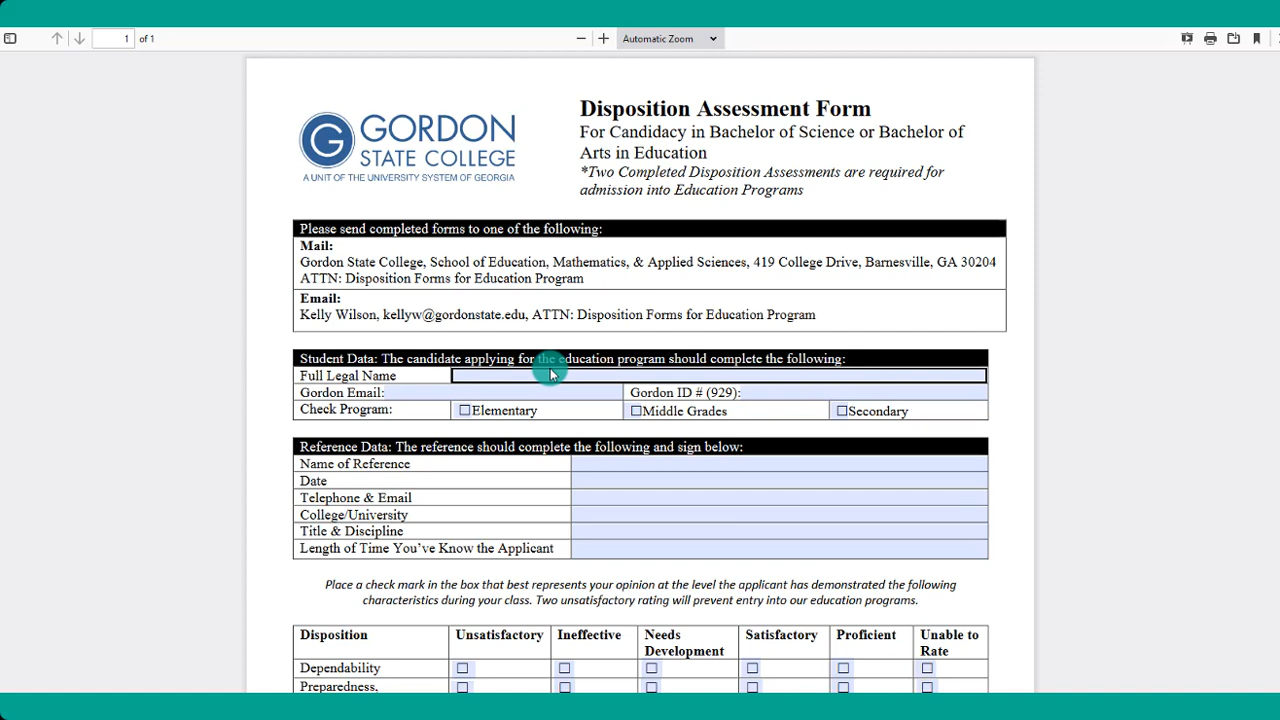 1 of 1
Automatic Zoom
GORDON
STATE COLLEGE
A UNIT OF THE UNIVERSITY SYSTEM OF GEORGIA
Disposition Assessment Form
For Candidacy in Bachelor of Science or Bachelor of
Arts in Education
*Two Completed Disposition Assessments are required for
admission into Education Programs
Please send completed forms to one of the following:
Mail:
Gordon State College, School of Education, Mathematics, & Applied Sciences, 419 College Drive, Barnesville, GA 30204
ATTN: Disposition Forms for Education Program
Email:
Kelly Wilson, kellyw@gordonstate.edu, ATTN: Disposition Forms for Education Program
Student Data: The candidate applying for the education program should complete the following:
Full Legal Name
Gordon Email: Gordon ID # (929):
Check Program: Elementary Middle Grades Secondary
Reference Data: The reference should complete the following and sign below:
Name of Reference
Date
Telephone & Email
College/University
Title & Discipline
Length of Time You've Know the Applicant
Place a check mark in the box that best represents your opinion at the level the applicant has demonstrated the following
characteristics during your class. Two unsatisfactory rating will prevent entry into our education programs.
Disposition Unsatisfactory Ineffective Needs Development Satisfactory Proficient Unable to Rate
Dependability
Preparedness,